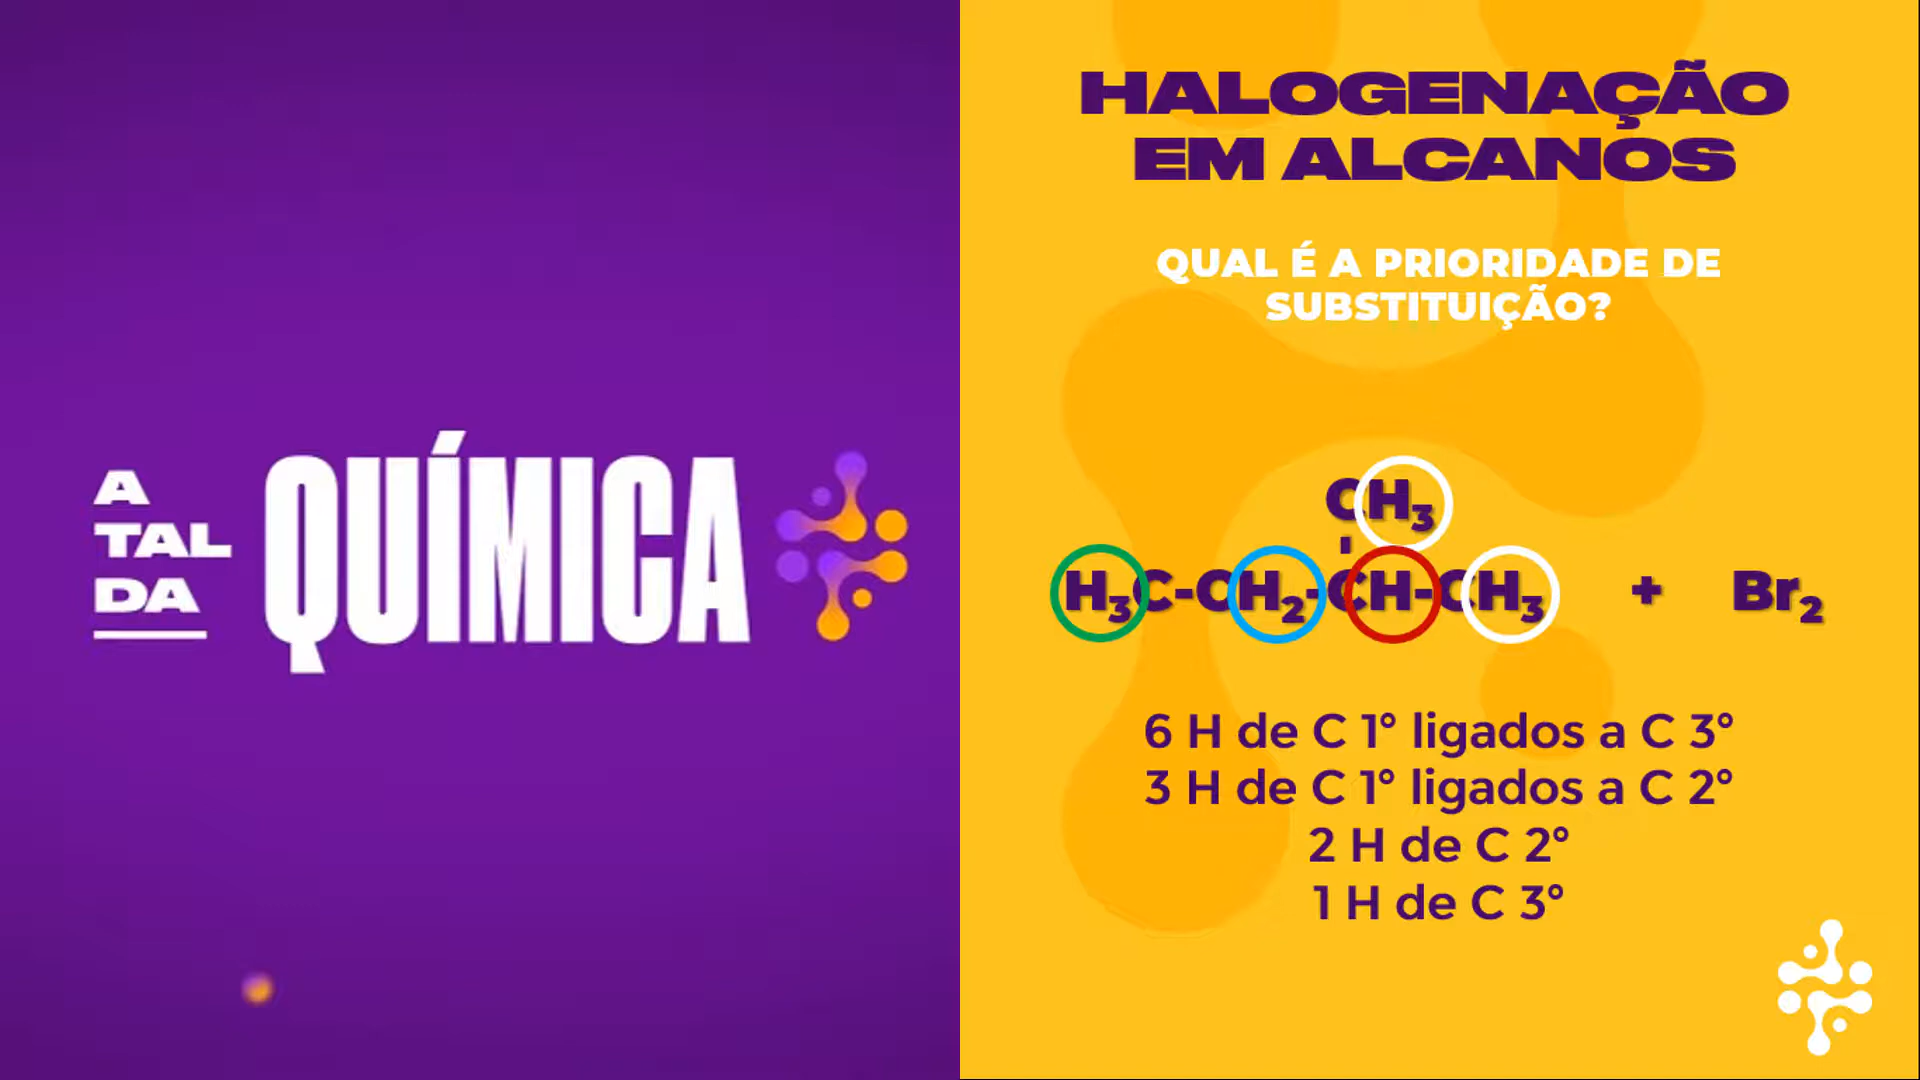 A
TAL
DA
QUÍMICA
HALOGENAÇÃO
EM ALCANOS
QUAL É A PRIORIDADE DE
SUBSTITUIÇÃO?
CH₃
H₃C-CH₂-CH-CH₃ + Br₂
6 H de C 1° ligados a C 3°
3 H de C 1° ligados a C 2°
2 H de C 2°
1 H de C 3°